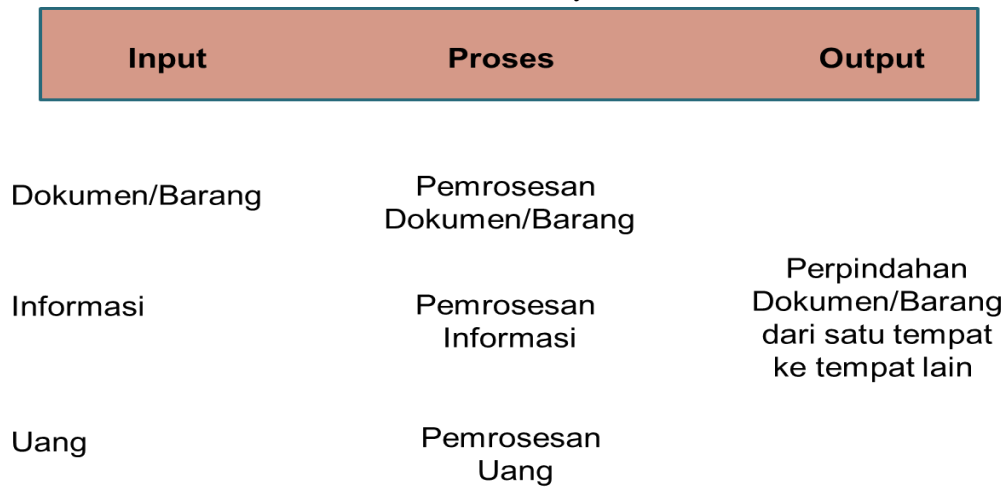 Input Proses Output
Dokumen/Barang
Pemrosesan
Dokumen/Barang
Informasi
Pemrosesan
Informasi
Perpindahan
Dokumen/Barang
dari satu tempat
ke tempat lain
Uang
Pemrosesan
Uang